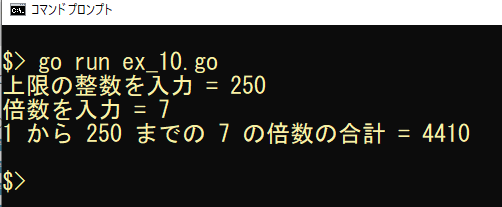 コマンドプロンプト
$> go run ex_10.go
上限の整数を入力 = 250
倍数を入力 = 7
1 から 250 までの 7 の倍数の合計 = 4410
$>